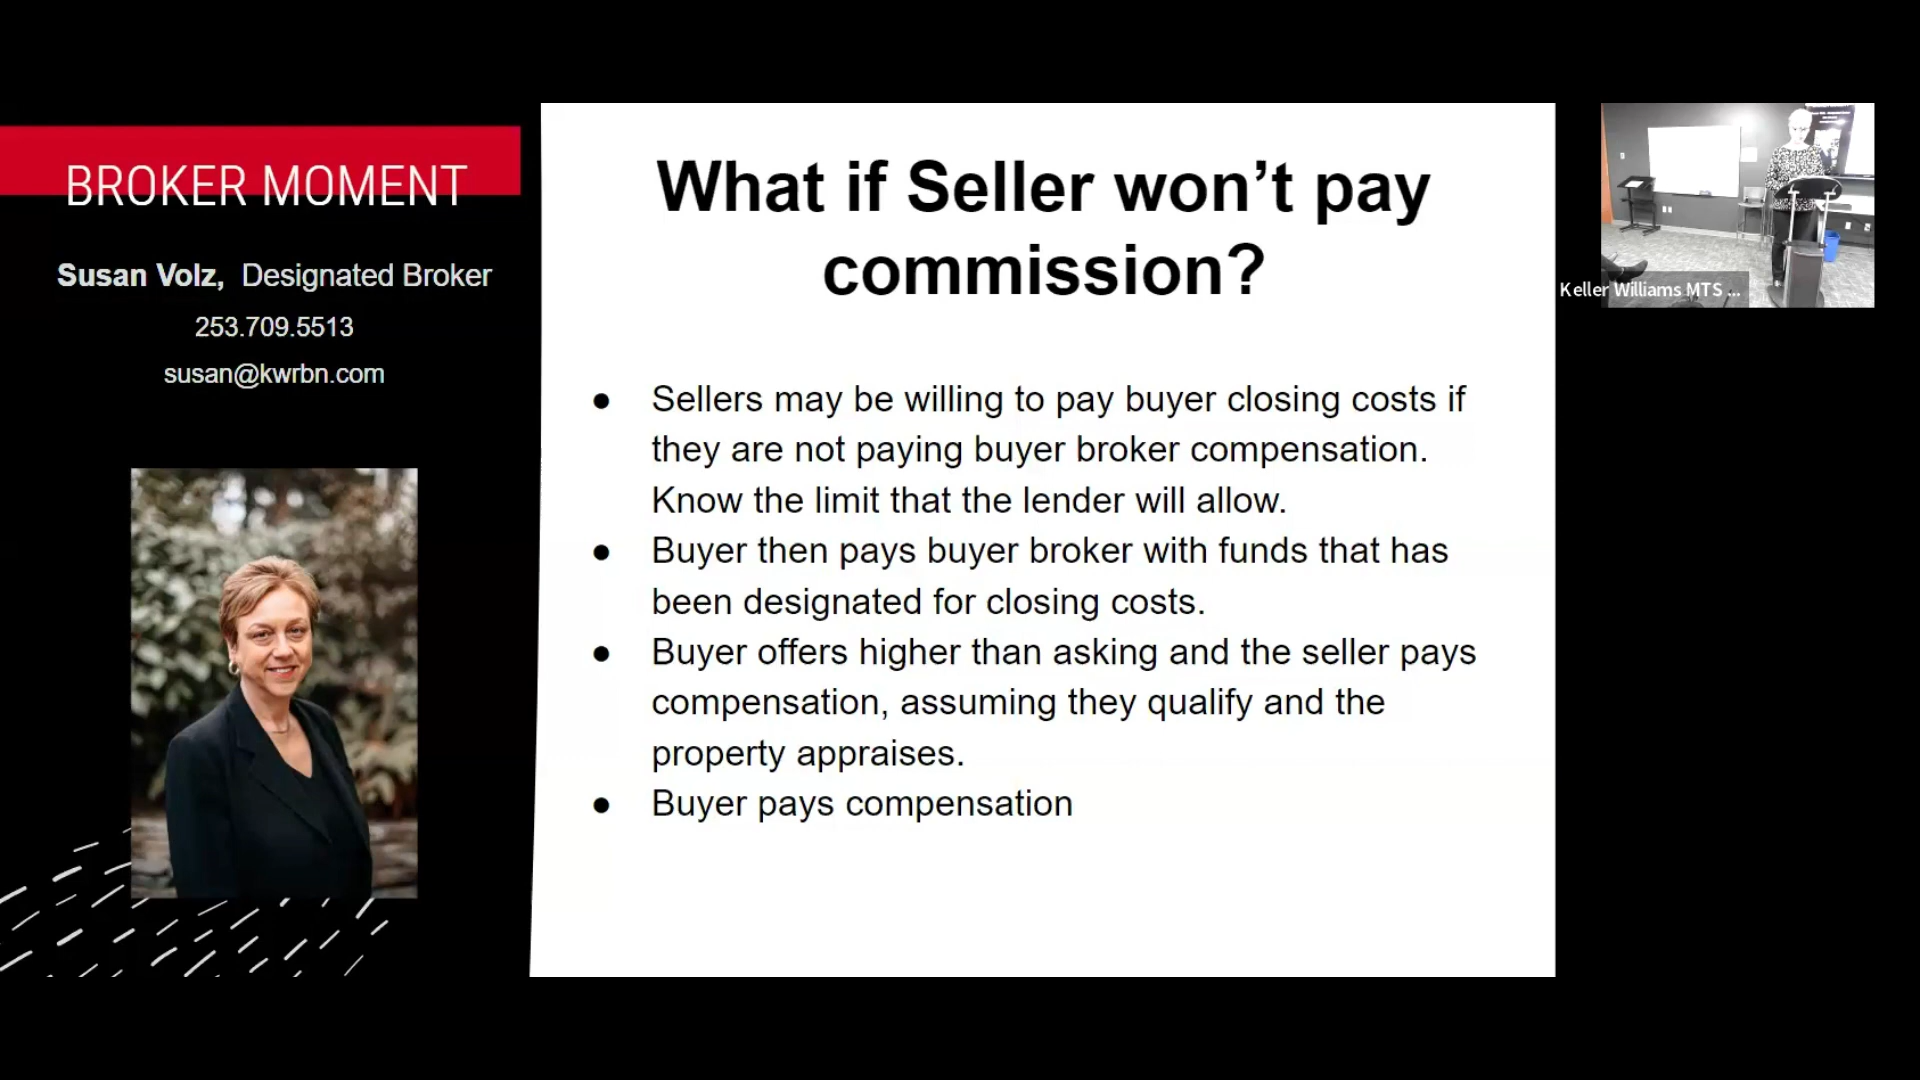 BROKER MOMENT
Susan Volz, Designated Broker
253.709.5513
susan@kwrbn.com
What if Seller won’t pay
commission?
● Sellers may be willing to pay buyer closing costs if
they are not paying buyer broker compensation.
Know the limit that the lender will allow.
● Buyer then pays buyer broker with funds that has
been designated for closing costs.
● Buyer offers higher than asking and the seller pays
compensation, assuming they qualify and the
property appraises.
● Buyer pays compensation
Keller Williams MTS ...